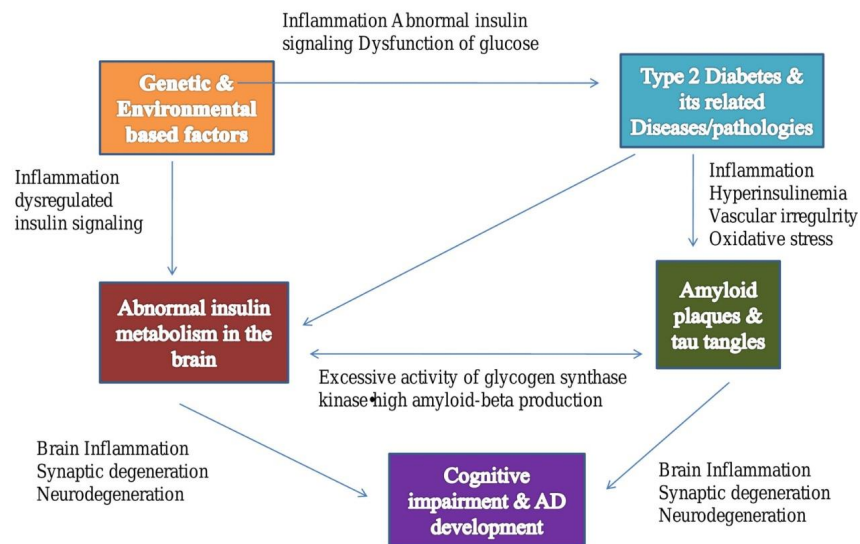 Inflammation Abnormal insulin
signaling Dysfunction of glucose
Genetic &
Environmental
based factors
Type 2 Diabetes &
its related
Diseases/pathologies
Inflammation
dysregulated
insulin signaling
Inflammation
Hyperinsulinemia
Vascular irregulrity
Oxidative stress
Abnormal insulin
metabolism in the
brain
Amyloid
plaques &
tau tangles
Excessive activity of glycogen synthase
kinase•high amyloid-beta production
Brain Inflammation
Synaptic degeneration
Neurodegeneration
Cognitive
impairment & AD
development
Brain Inflammation
Synaptic degeneration
Neurodegeneration